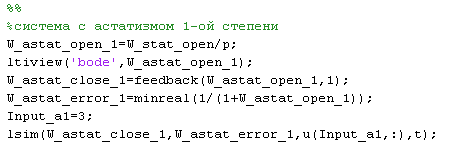 %%
%система с астатизмом 1-ой степени
W_astat_open_1=W_stat_open/p;
ltiview('bode',W_astat_open_1);
W_astat_close_1=feedback(W_astat_open_1,1);
W_astat_error_1=minreal(1/(1+W_astat_open_1));
Input_a1=3;
lsim(W_astat_close_1,W_astat_error_1,u(Input_a1,:),t);